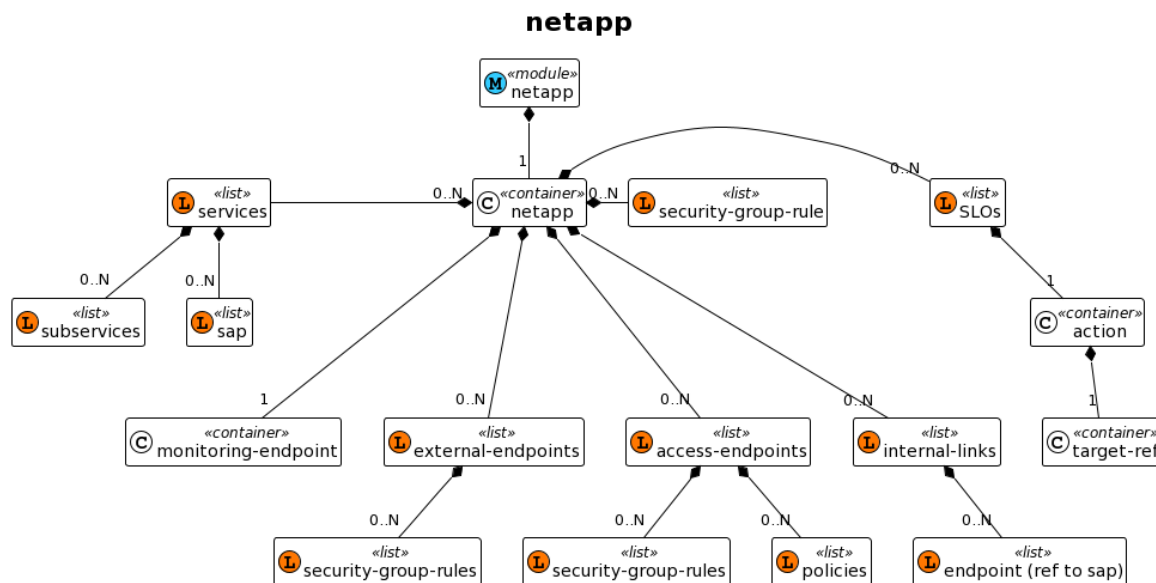 netapp
M «module»
netapp
1
0..N
L «list»
services
0..N
C «container»
netapp
0..N
L «list»
security-group-rule
L «list»
SLOs
0..N
0..N
1
L «list»
subservices
L «list»
sap
C «container»
action
1
0..N
0..N
0..N
1
C «container»
monitoring-endpoint
L «list»
external-endpoints
L «list»
access-endpoints
L «list»
internal-links
C «container»
target-ref
0..N
0..N
0..N
0..N
L «list»
security-group-rules
L «list»
security-group-rules
L «list»
policies
L «list»
endpoint (ref to sap)